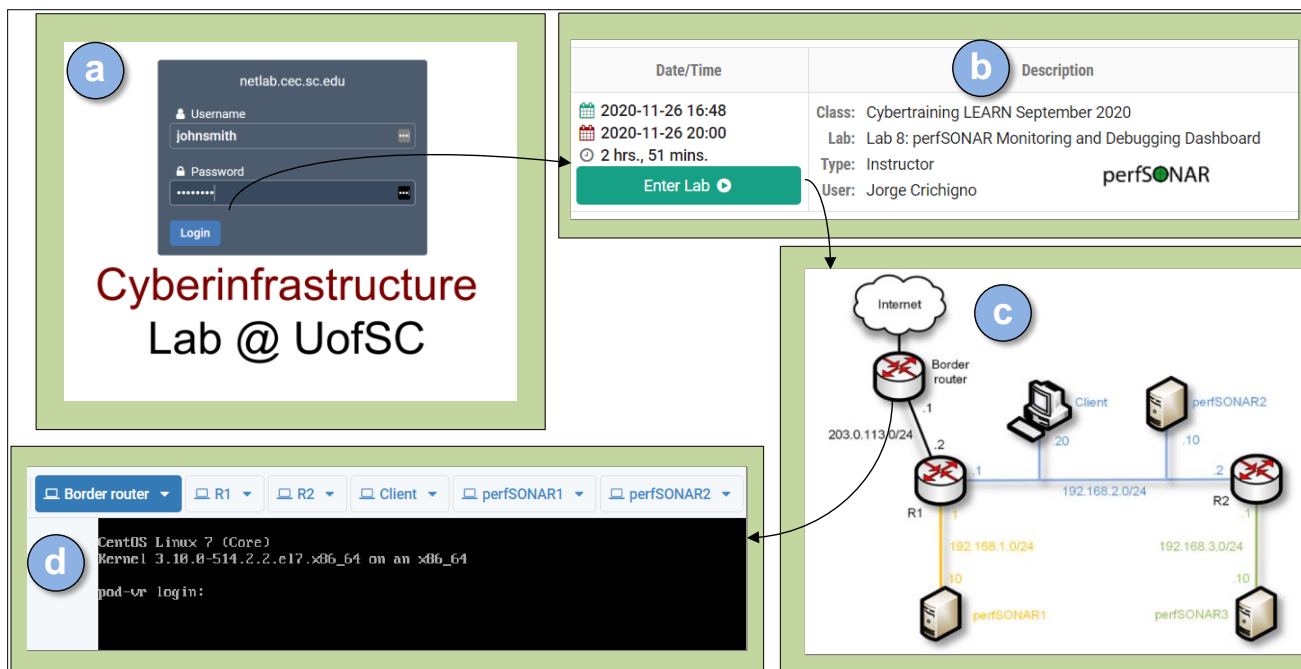 a
netlab.cec.sc.edu
Username
johnsmith
Password
Login
Cyberinfrastructure
Lab @ UofSC
b
Date/Time
Description
2020-11-26 16:48
2020-11-26 20:00
2 hrs., 51 mins.
Enter Lab
Class: Cybertraining LEARN September 2020
Lab: Lab 8: perfSONAR Monitoring and Debugging Dashboard
Type: Instructor
User: Jorge Crichigno
perfSONAR
c
Internet
Border
router
.1
203.0.113.0/24
.2
Client
.20
perfSONAR2
.10
.1
.2
192.168.2.0/24
R1
R2
.1
.1
192.168.1.0/24
192.168.3.0/24
.10
.10
perfSONAR1
perfSONAR3
d
Border router
R1
R2
Client
perfSONAR1
perfSONAR2
CentOS Linux 7 (Core)
Kernel 3.10.0-514.2.2.el7.x86_64 on an x86_64
pod-vr login: